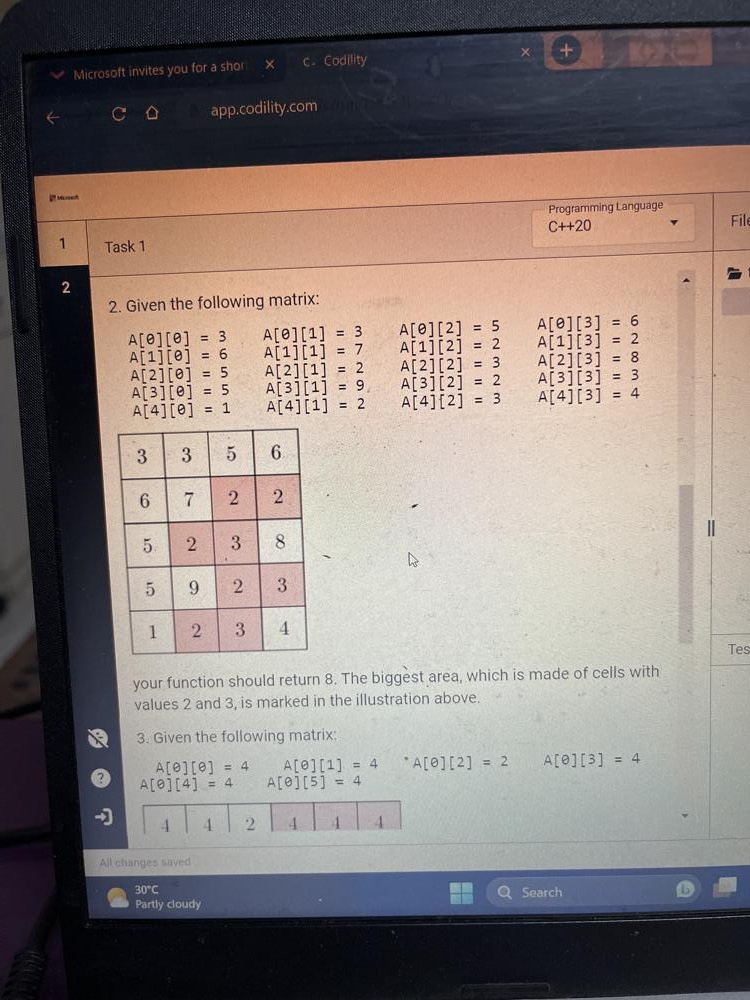 Microsoft invites you for a shor
C. Codility
app.codility.com
Microsoft
1
Task 1
Programming Language
C++20
File
2
2. Given the following matrix:
A[0][0] = 3 A[0][1] = 3 A[0][2] = 5 A[0][3] = 6
A[1][0] = 6 A[1][1] = 7 A[1][2] = 2 A[1][3] = 2
A[2][0] = 5 A[2][1] = 2 A[2][2] = 3 A[2][3] = 8
A[3][0] = 5 A[3][1] = 9 A[3][2] = 2 A[3][3] = 3
A[4][0] = 1 A[4][1] = 2 A[4][2] = 3 A[4][3] = 4
3 3 5 6
6 7 2 2
5 2 3 8
5 9 2 3
1 2 3 4
Tes
your function should return 8. The biggest area, which is made of cells with
values 2 and 3, is marked in the illustration above.
3. Given the following matrix:
A[0][0] = 4 A[0][1] = 4 A[0][2] = 2 A[0][3] = 4
A[0][4] = 4 A[0][5] = 4
4 4 2 4 4 4
All changes saved
30°C
Partly cloudy
Search